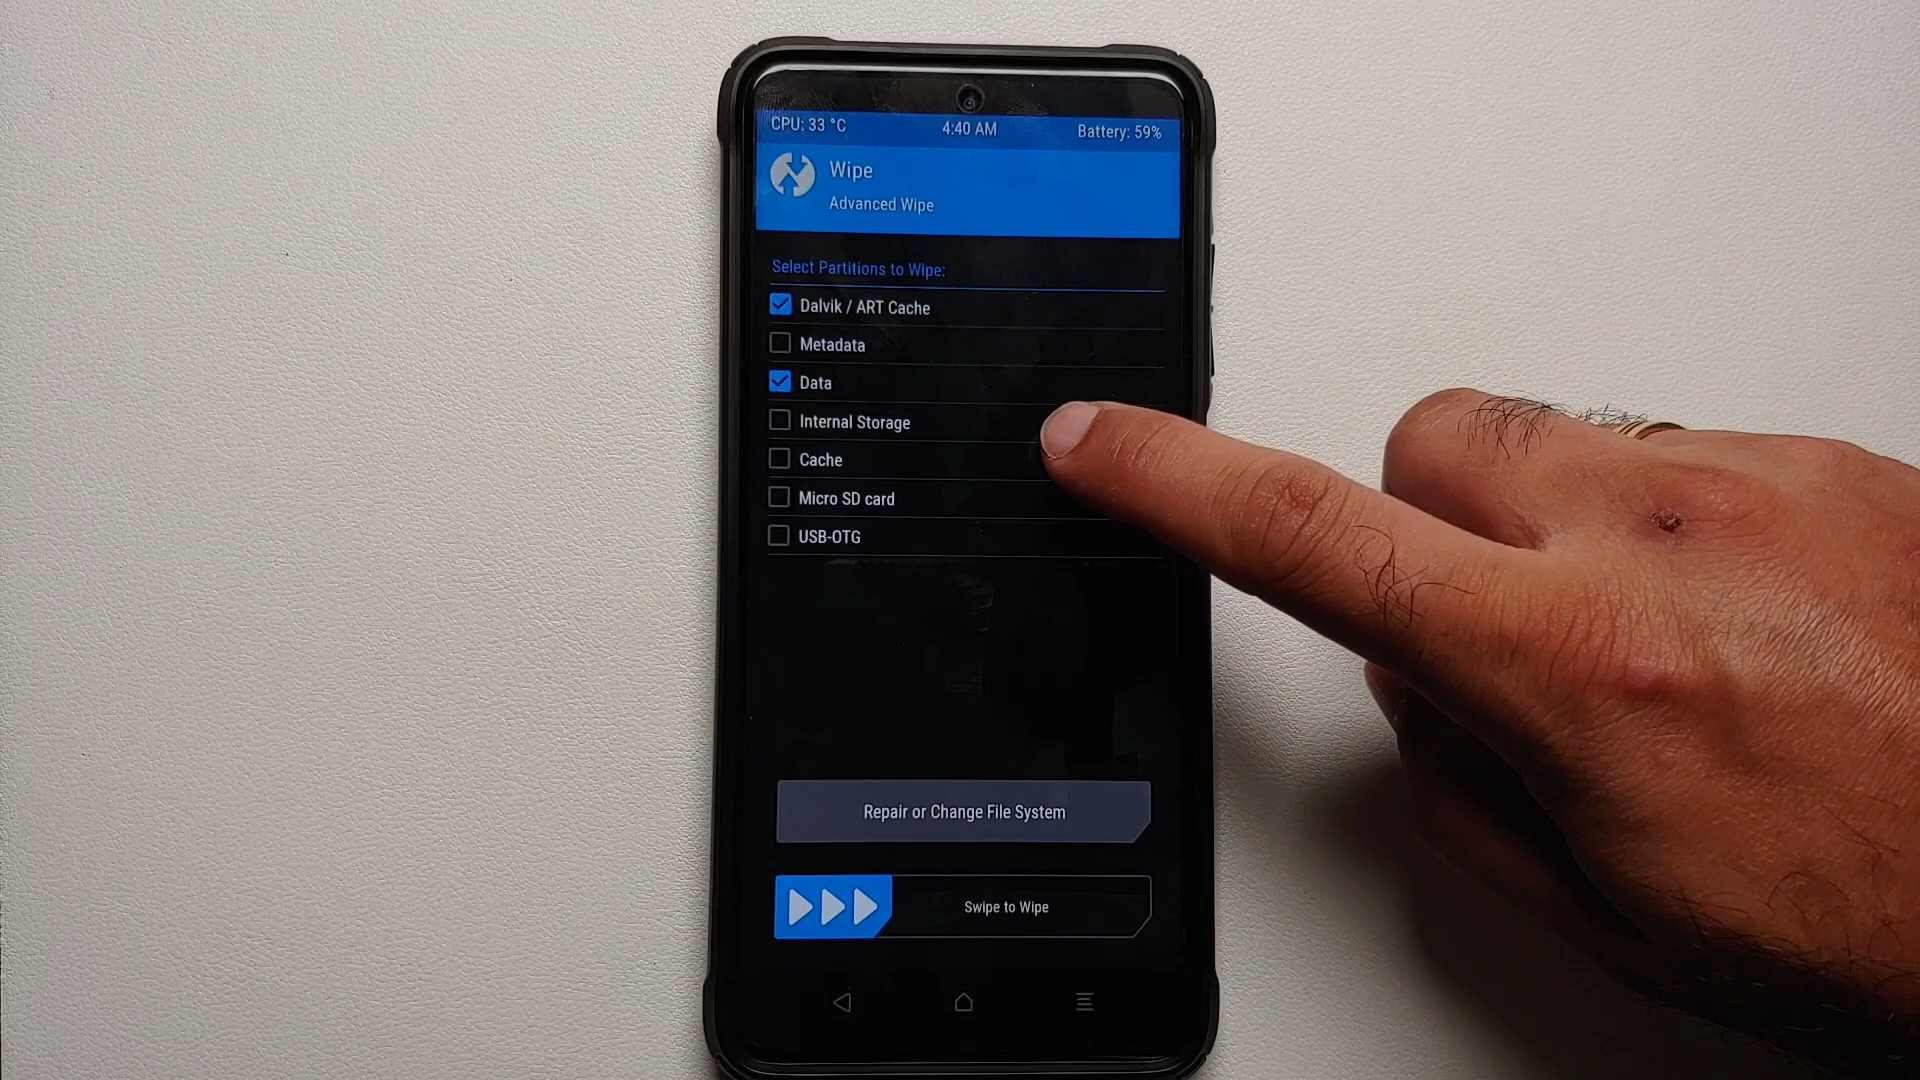 CPU: 33 °C
4:40 AM
Battery: 59%
Wipe
Advanced Wipe
Select Partitions to Wipe:
Dalvik / ART Cache
Metadata
Data
Internal Storage
Cache
Micro SD card
USB-OTG
Repair or Change File System
Swipe to Wipe